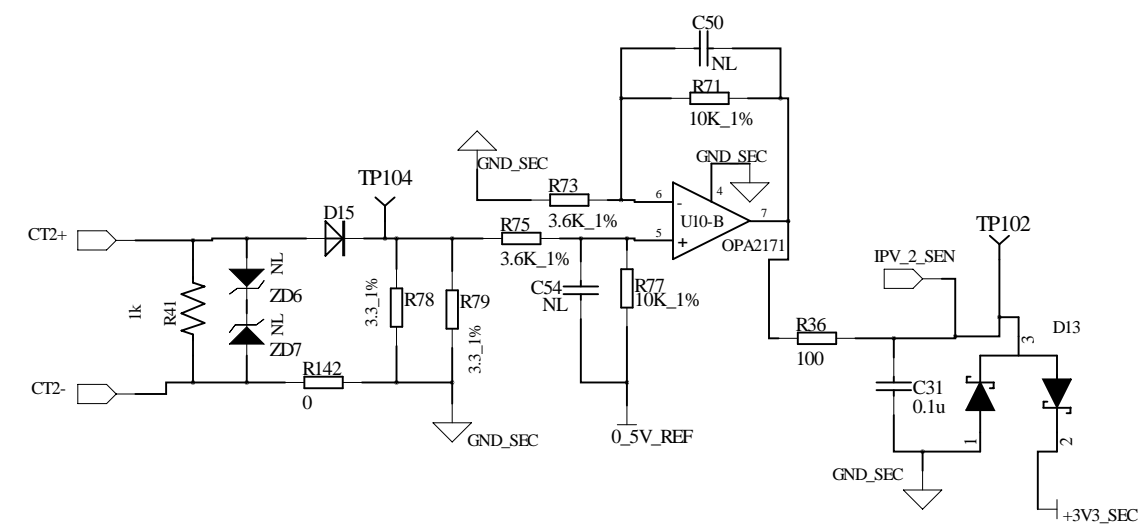 C50
NL
R71
10K_1%
GND_SEC
GND_SEC
TP104
R73
3.6K_1%
6
-
4
U10-B
7
5
+
OPA2171
D15
R75
3.6K_1%
TP102
CT2+
IPV_2_SEN
NL
ZD6
C54
NL
R77
10K_1%
1k
R41
3.3_1%
R78
R79
3.3_1%
NL
ZD7
R36
100
3
D13
R142
0
CT2-
C31
0.1u
GND_SEC
0_5V_REF
1
2
GND_SEC
+3V3_SEC